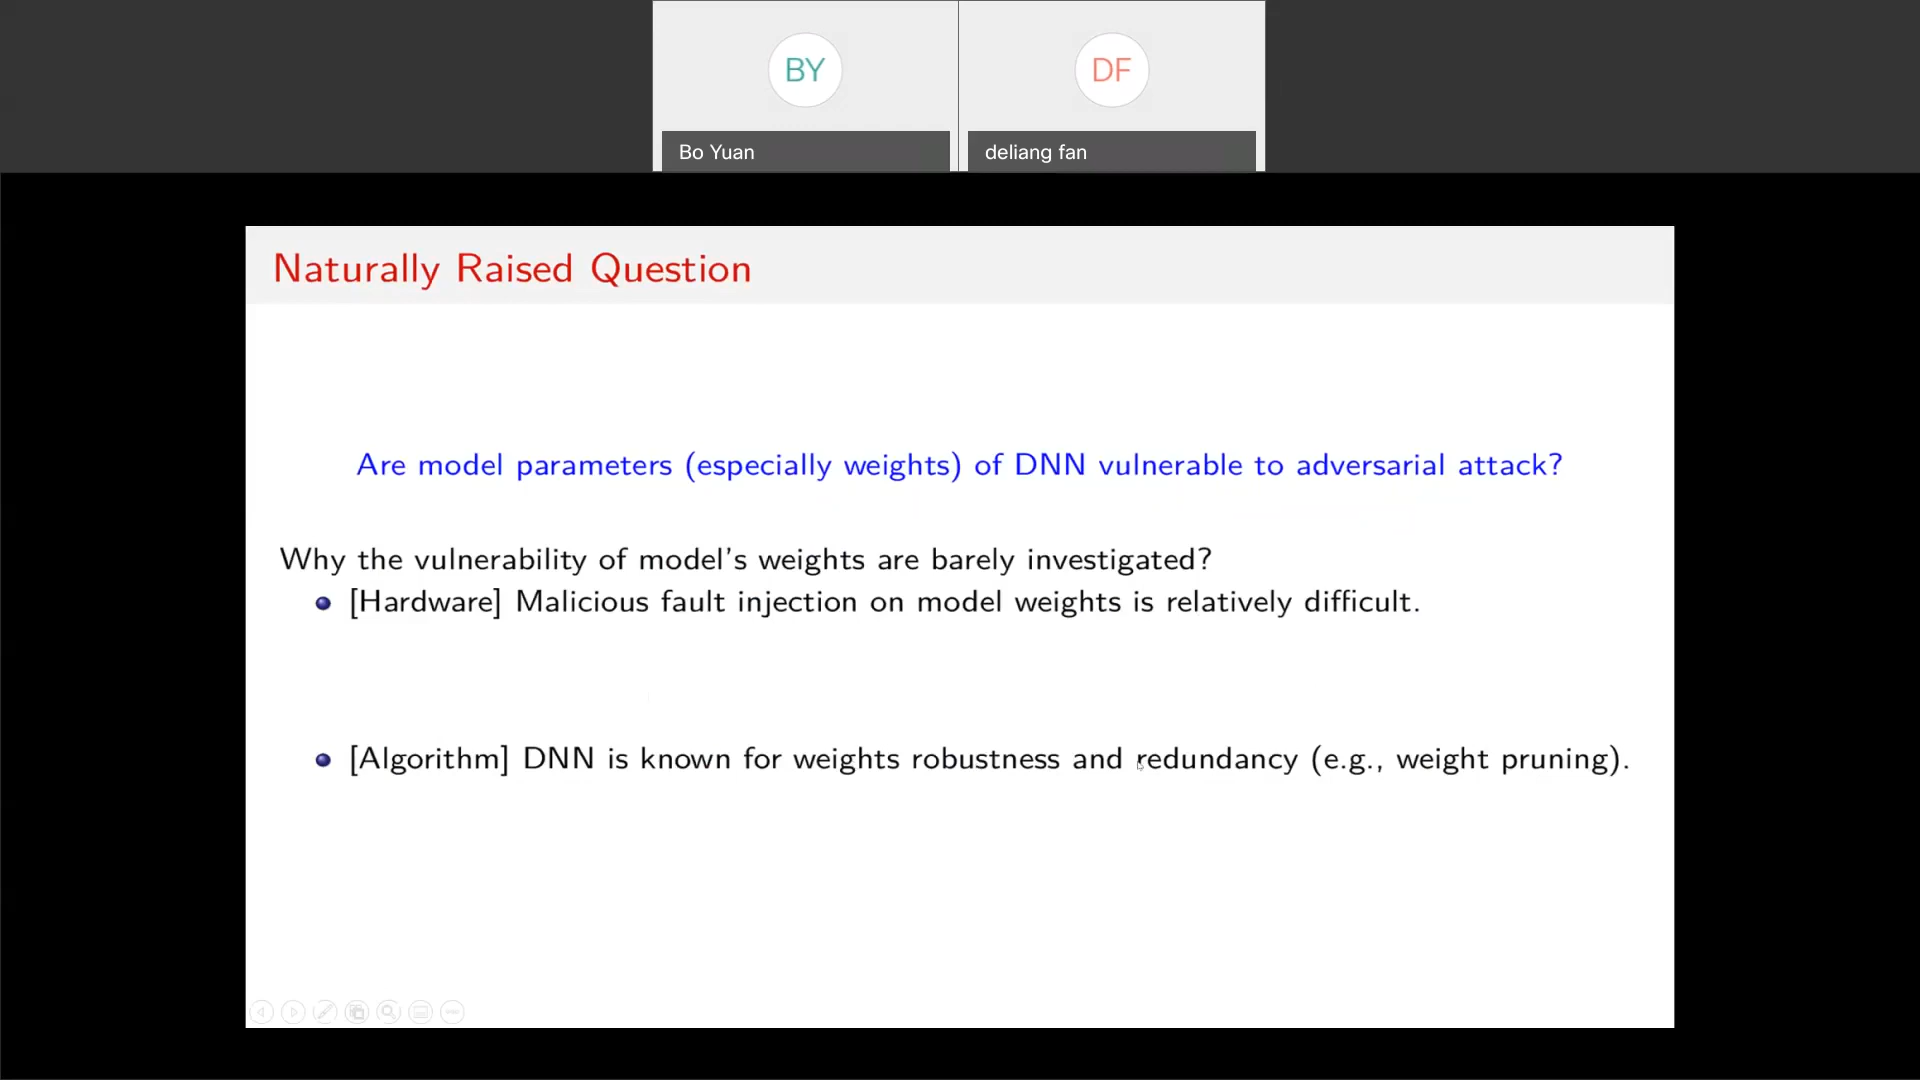 BY
DF
Bo Yuan
deliang fan
Naturally Raised Question
Are model parameters (especially weights) of DNN vulnerable to adversarial attack?
Why the vulnerability of model's weights are barely investigated?
[Hardware] Malicious fault injection on model weights is relatively difficult.
[Algorithm] DNN is known for weights robustness and redundancy (e.g., weight pruning).